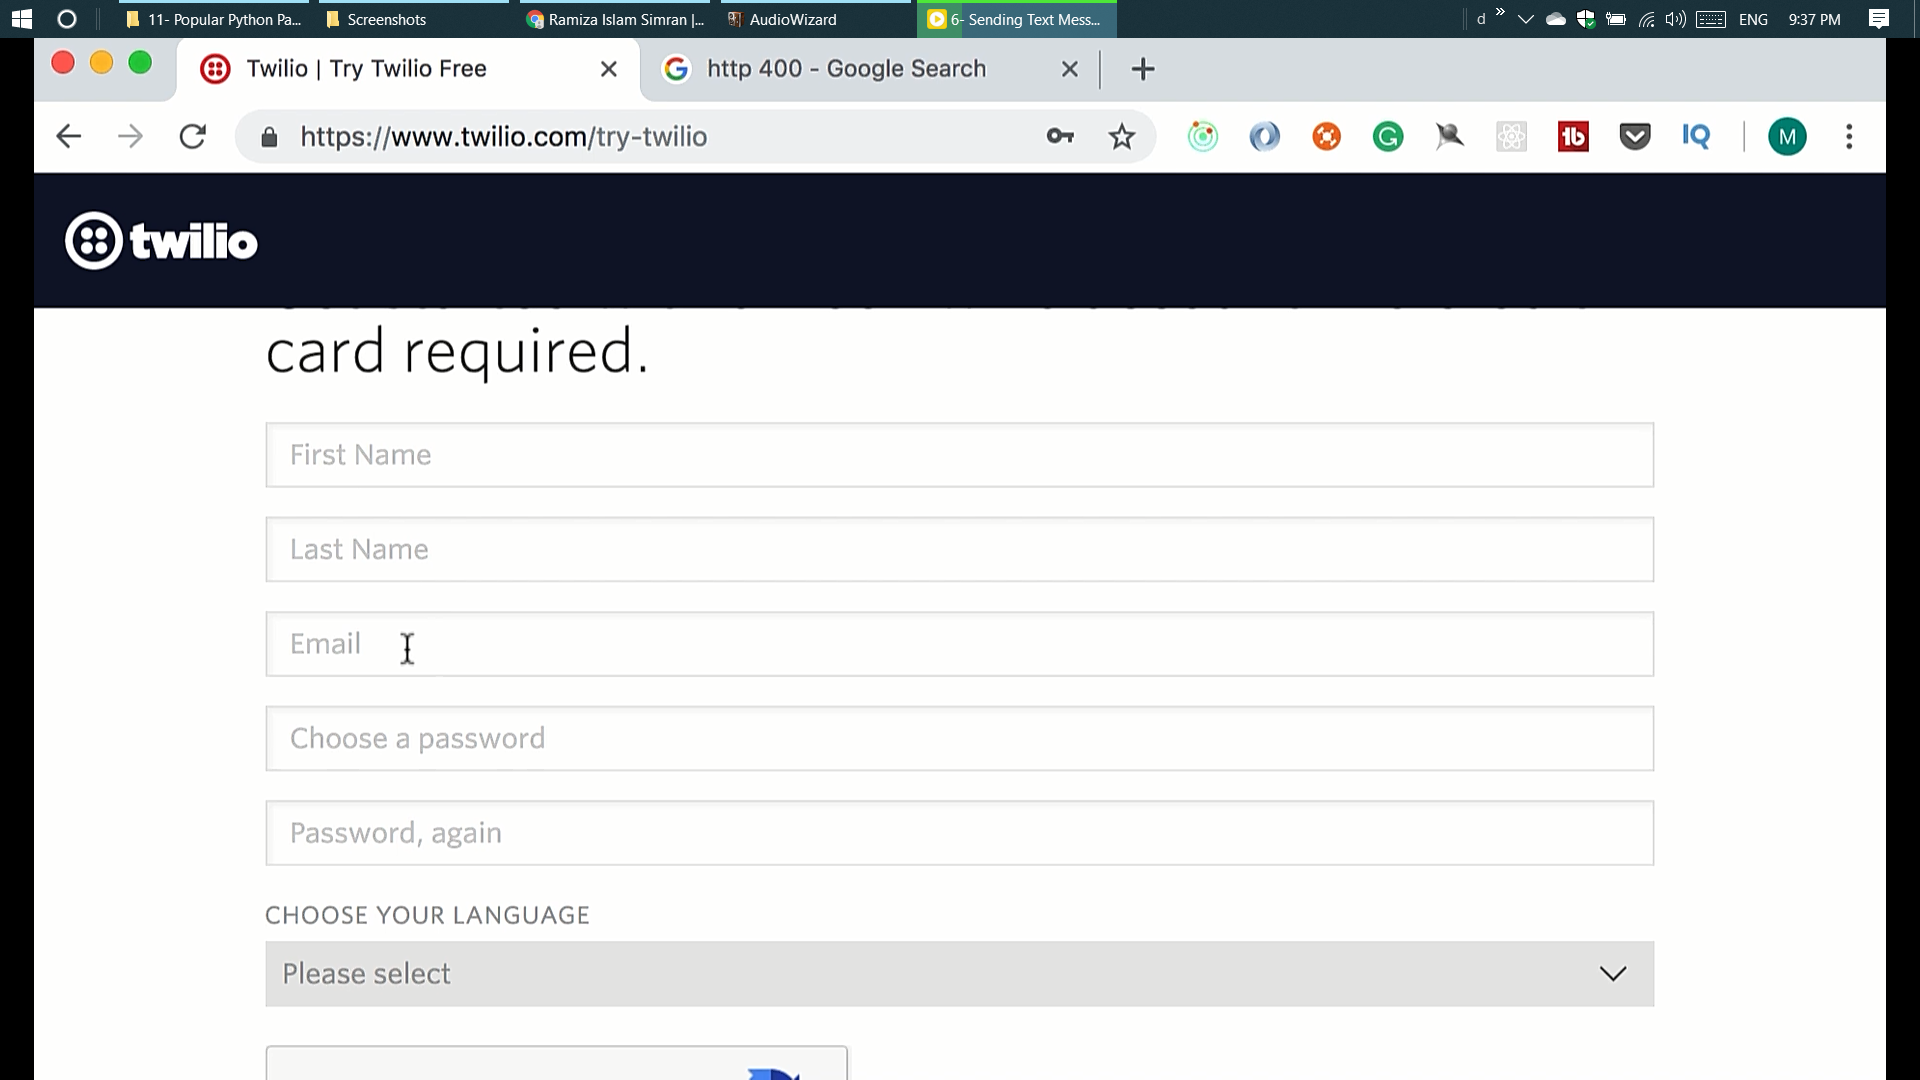 11- Popular Python Pa...
Screenshots
Ramiza Islam Simran |...
AudioWizard
6- Sending Text Mess...
d
ENG
9:37 PM
Twilio | Try Twilio Free
http 400 - Google Search
https://www.twilio.com/try-twilio
G
tb
IQ
M
twilio
card required.
First Name
Last Name
Email
Choose a password
Password, again
CHOOSE YOUR LANGUAGE
Please select